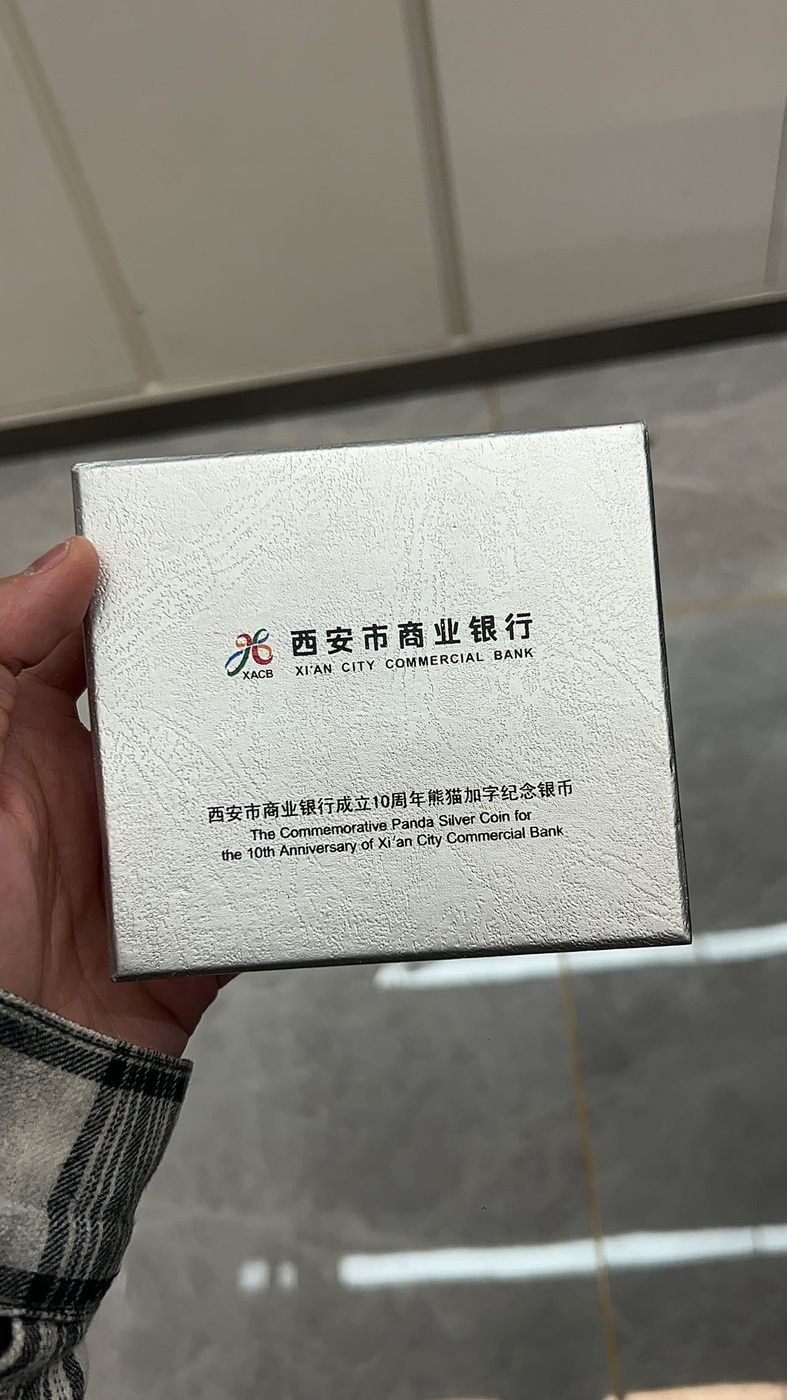 西安市商业银行
XI'AN CITY COMMERCIAL BANK
XACB
西安市商业银行成立10周年熊猫加字纪念银币
The Commemorative Panda Silver Coin for
the 10th Anniversary of Xi'an City Commercial Bank